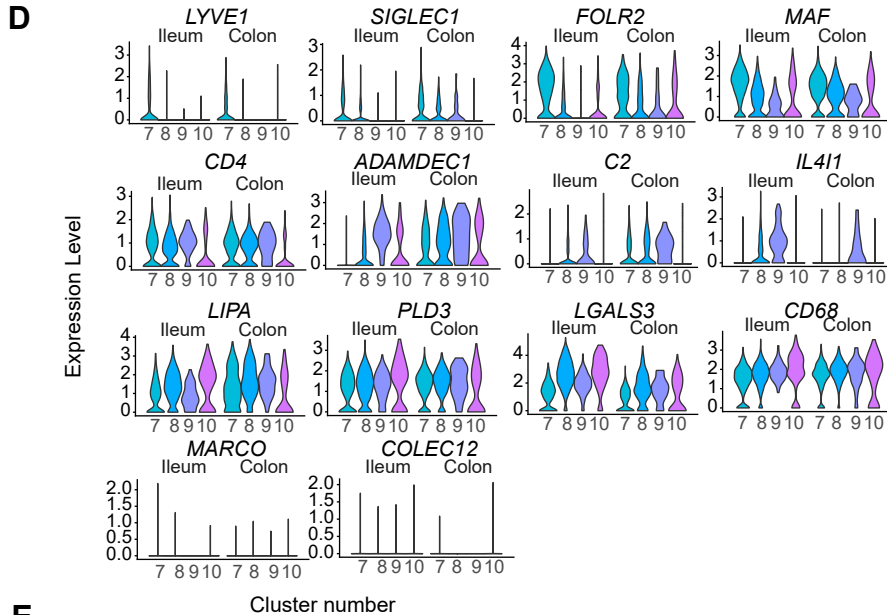 D
LYVE1 SIGLEC1 FOLR2 MAF
Ileum Colon Ileum Colon Ileum Colon Ileum Colon
3 2 1 0
3 2 1 0
4 3 2 1 0
3 2 1 0
7 8 9 10 7 8 9 10 7 8 9 10 7 8 9 10 7 8 9 10 7 8 9 10 7 8 9 10 7 8 9 10
CD4 ADAMDEC1 C2 IL4I1
Ileum Colon Ileum Colon Ileum Colon Ileum Colon
3 2 1 0
3 2 1 0
2 1 0
3 2 1 0
7 8 9 10 7 8 9 10 7 8 9 10 7 8 9 10 7 8 9 10 7 8 9 10 7 8 9 10 7 8 9 10
Expression Level
LIPA PLD3 LGALS3 CD68
Ileum Colon Ileum Colon Ileum Colon Ileum Colon
4 3 2 1 0
3 2 1 0
4 2 0
3 2 1 0
7 8 9 10 7 8 9 10 7 8 9 10 7 8 9 10 7 8 9 10 7 8 9 10 7 8 9 10 7 8 9 10
MARCO COLEC12
Ileum Colon Ileum Colon
2.0 1.5 1.0 0.5 0.0
2.0 1.5 1.0 0.5 0.0
7 8 9 10 7 8 9 10 7 8 9 10 7 8 9 10
Cluster number